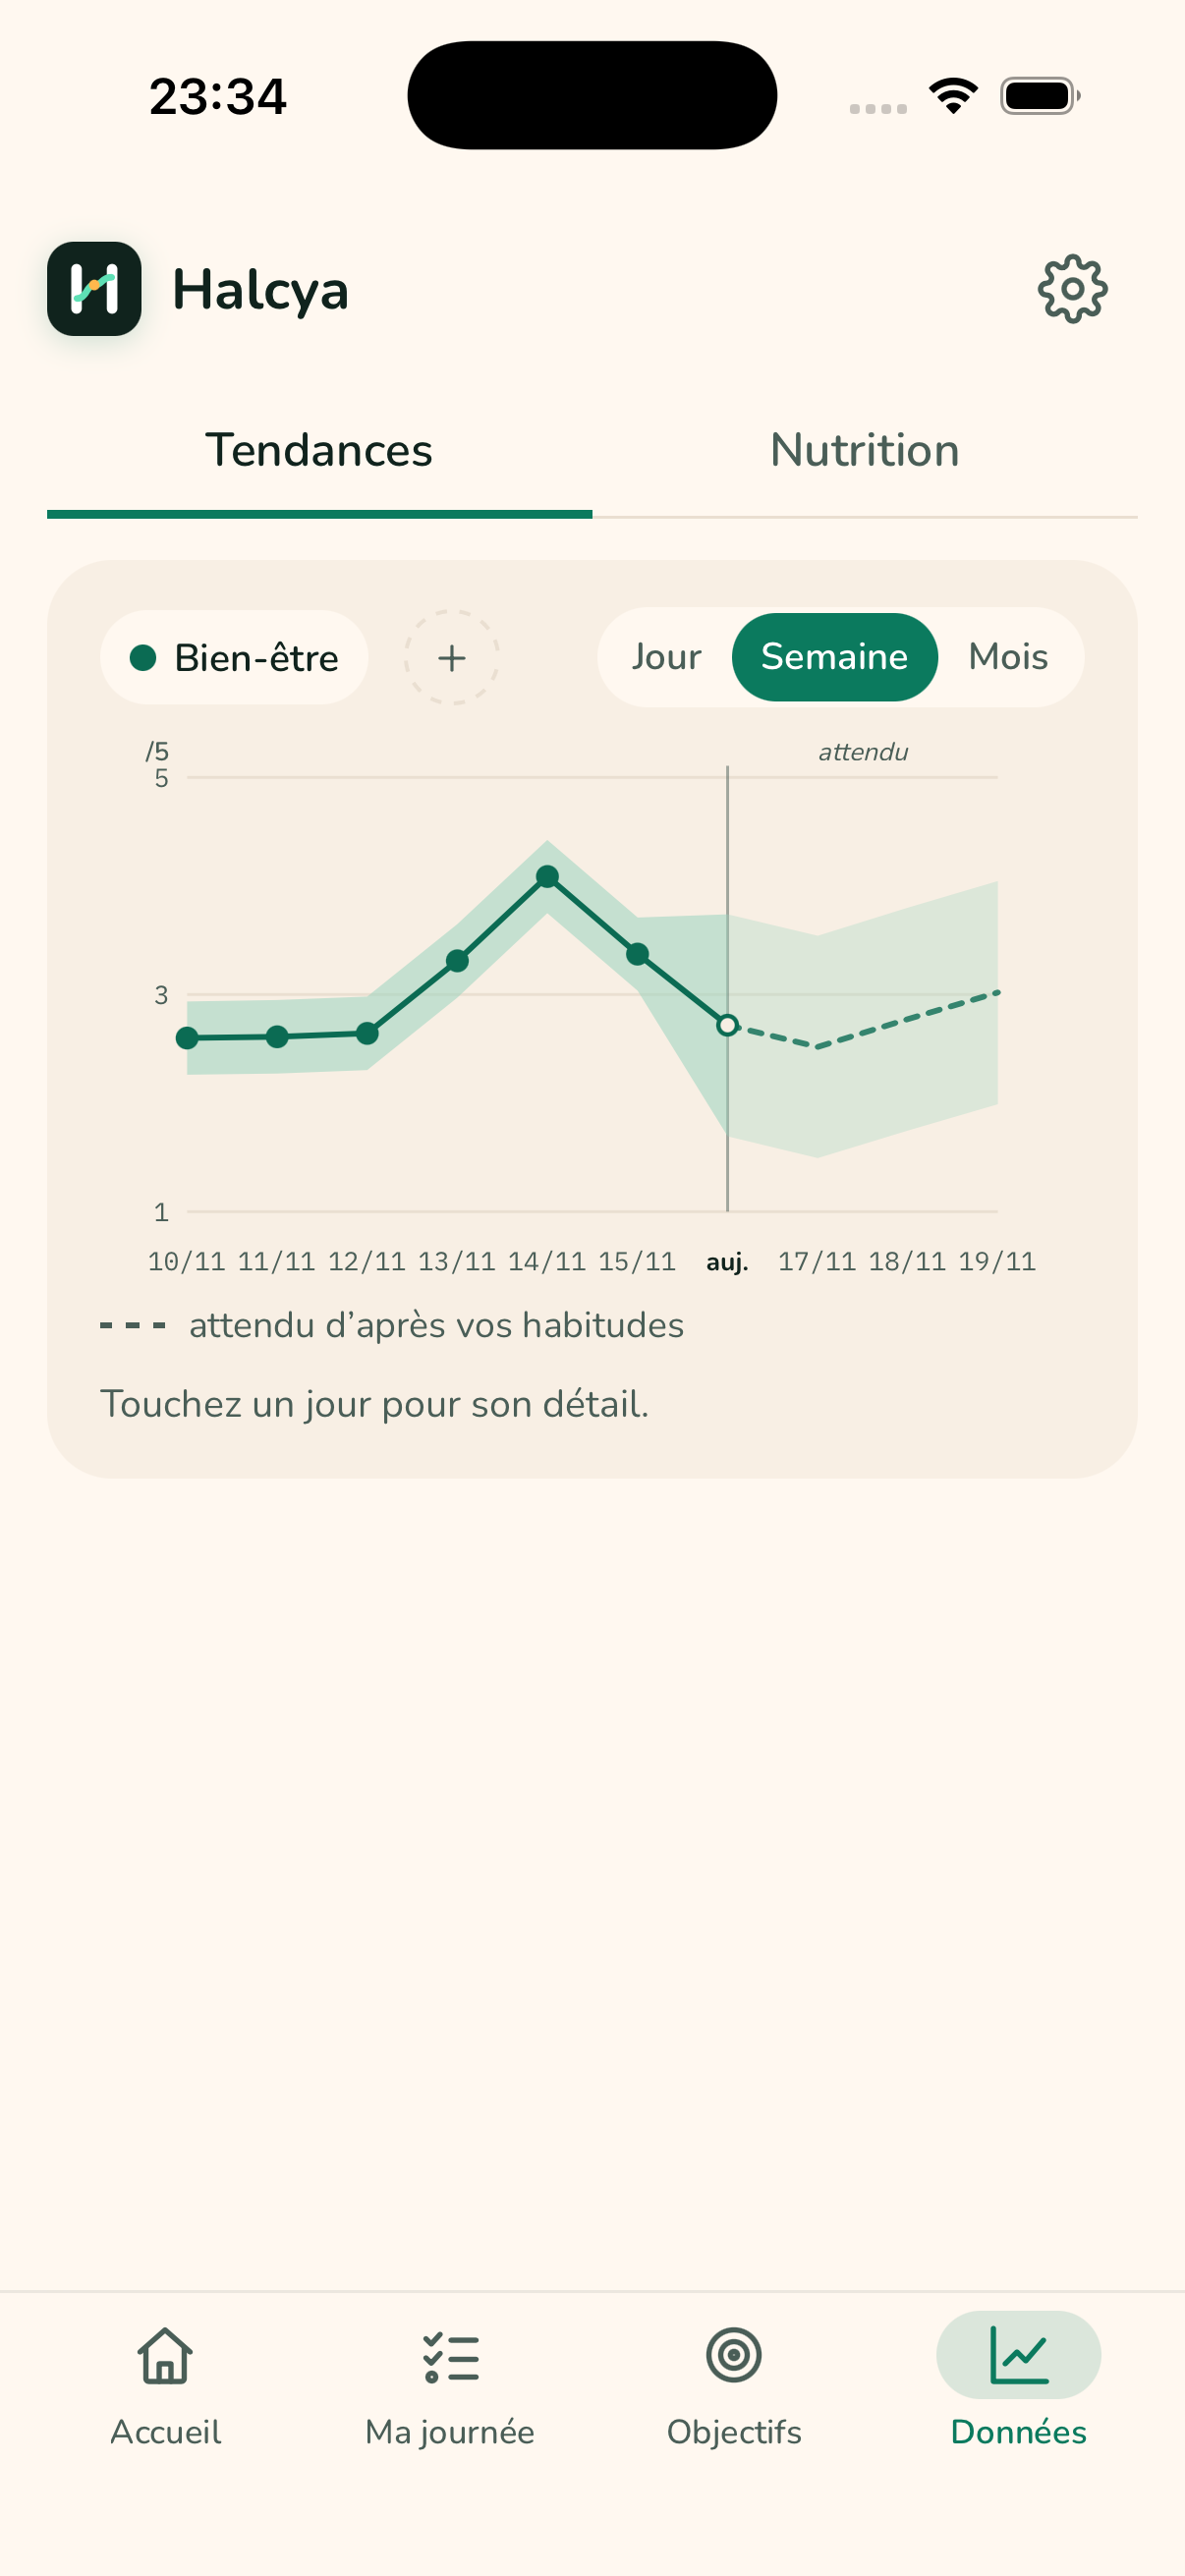 23:34
Halcya
Tendances Nutrition
Bien-être + Jour Semaine Mois
/5 attendu
5
3
1
10/11 11/11 12/11 13/11 14/11 15/11 auj. 17/11 18/11 19/11
attendu d’après vos habitudes
Touchez un jour pour son détail.
Accueil Ma journée Objectifs Données